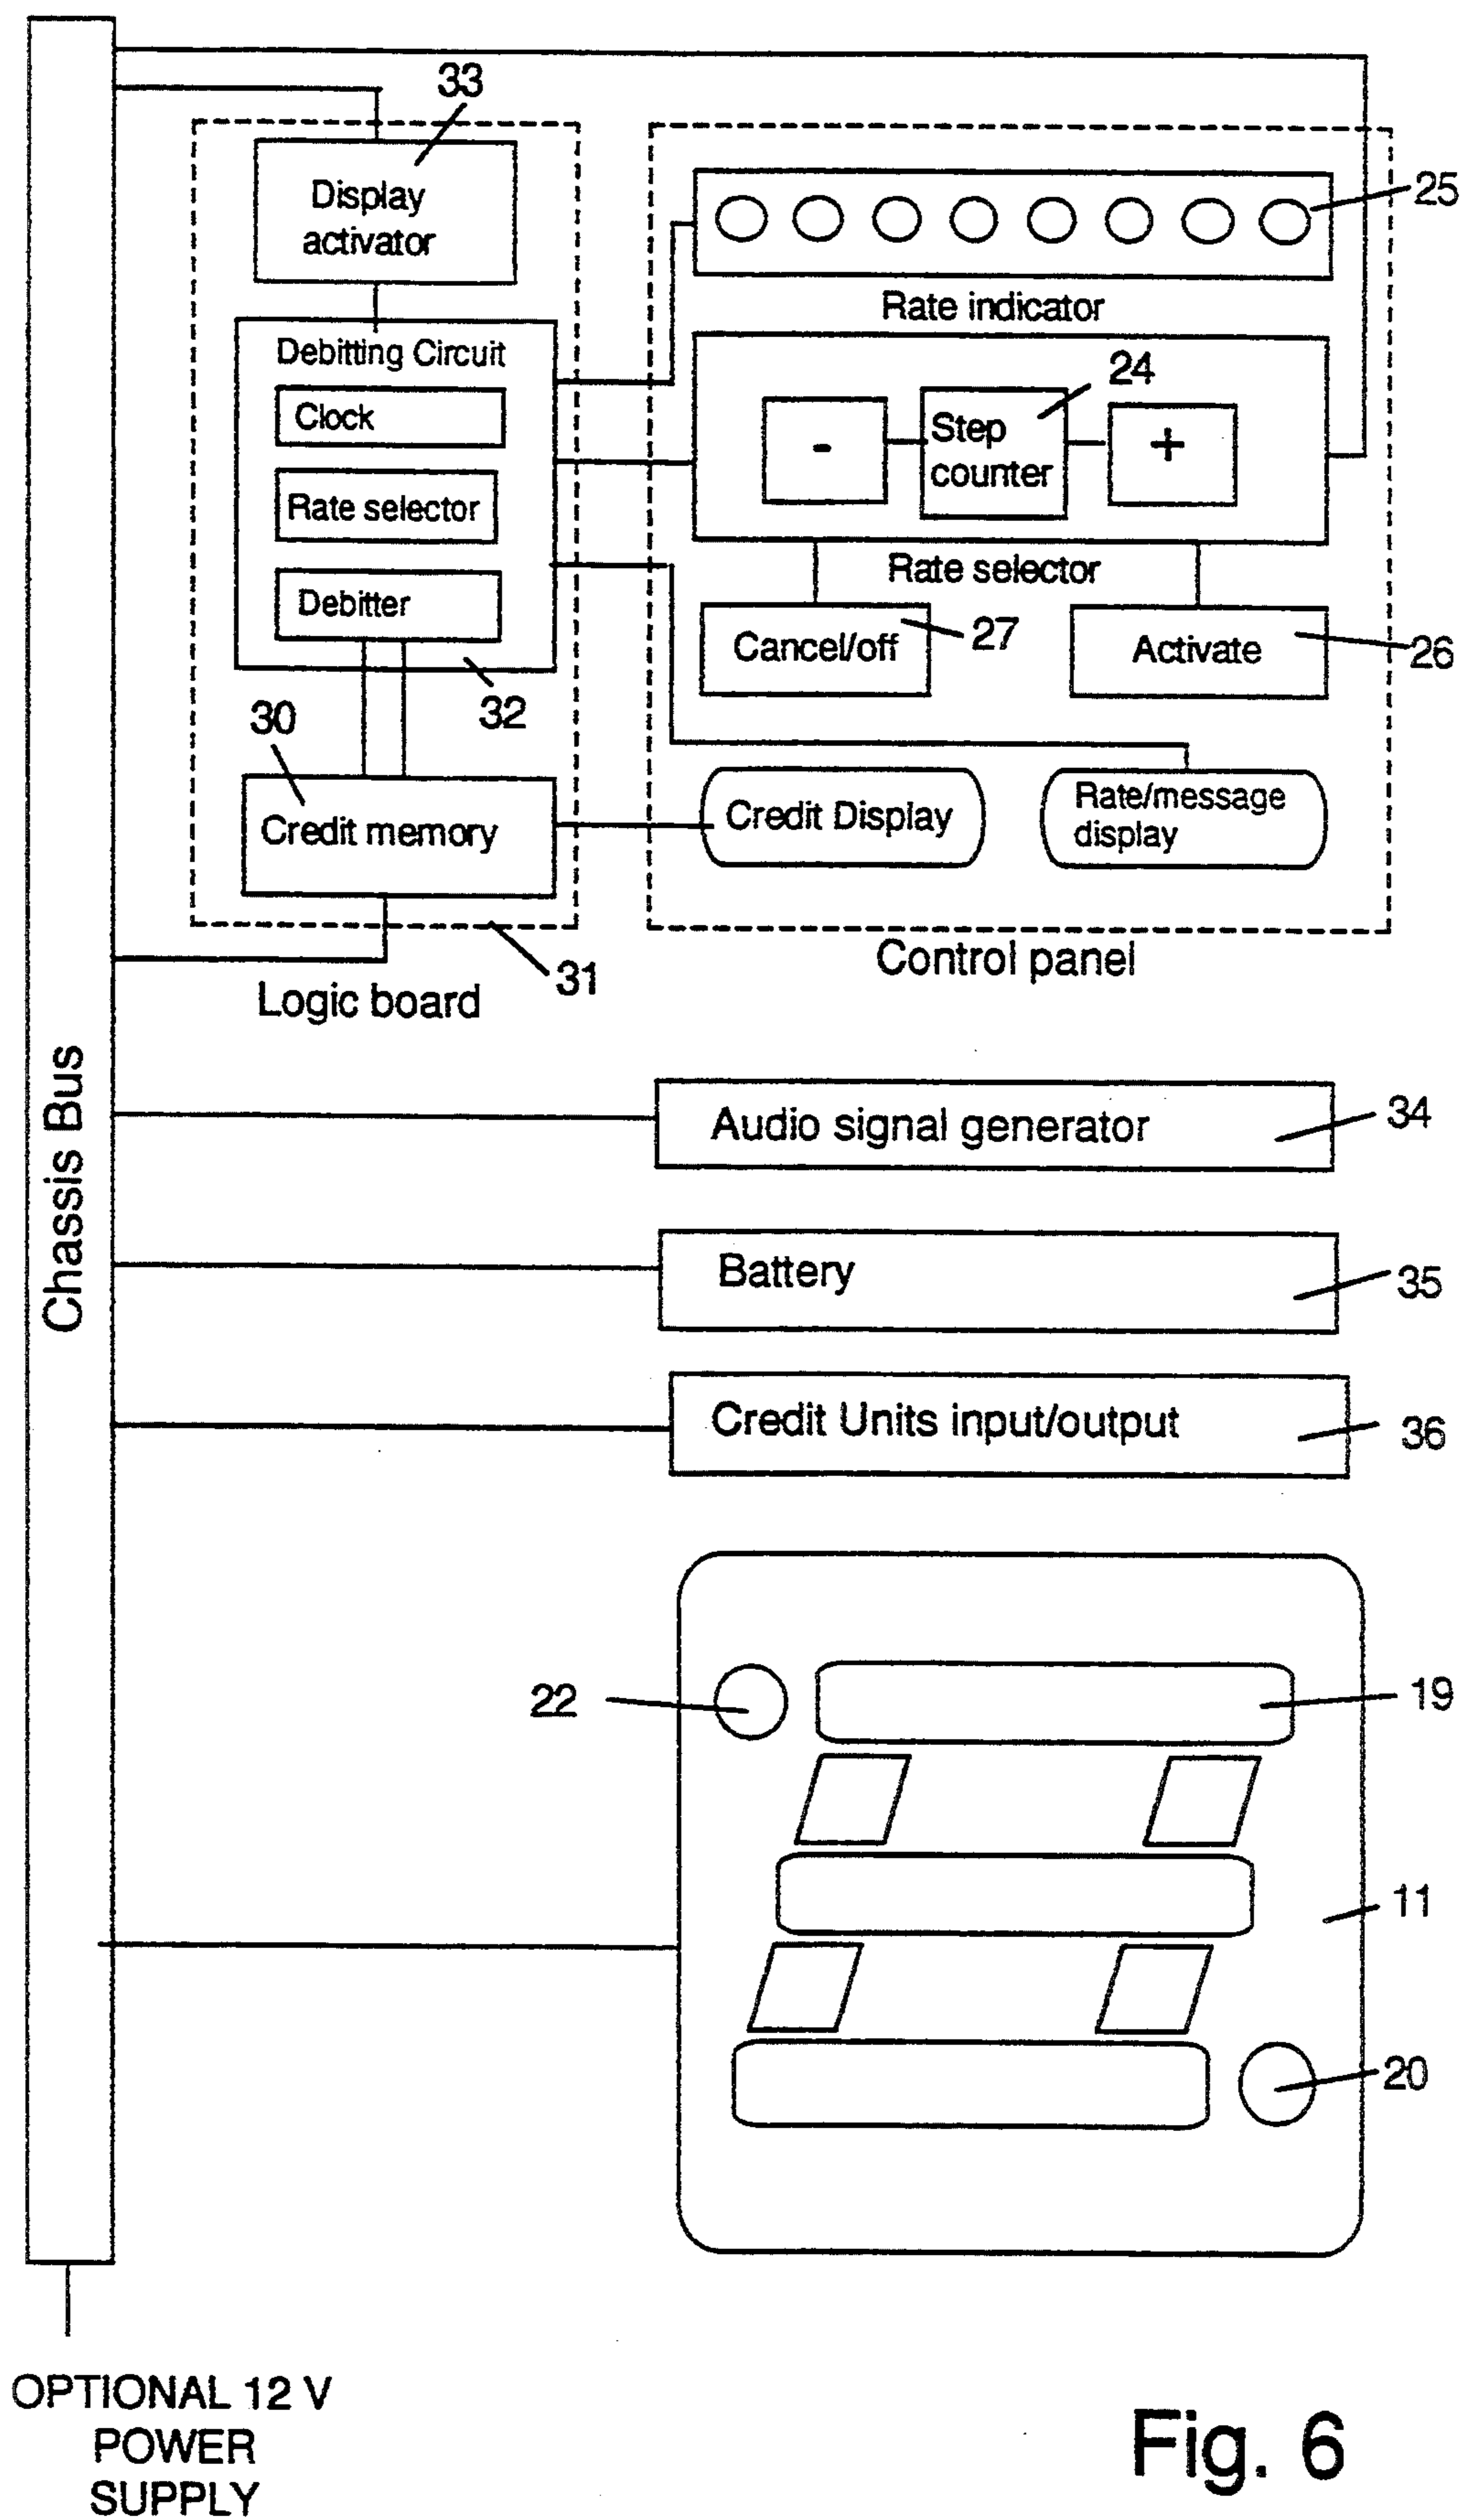 33
Display
activator
25
Rate indicator
Debitting Circuit
Clock
Rate selector
Debitter
32
24
-
Step
counter
+
Rate selector
Cancel/off
27
Activate
26
30
Credit memory
Credit Display
Rate/message
display
31
Logic board
Control panel
Chassis Bus
Audio signal generator
34
Battery
35
Credit Units input/output
36
22
19
11
20
OPTIONAL 12 V
POWER
SUPPLY
Fig. 6